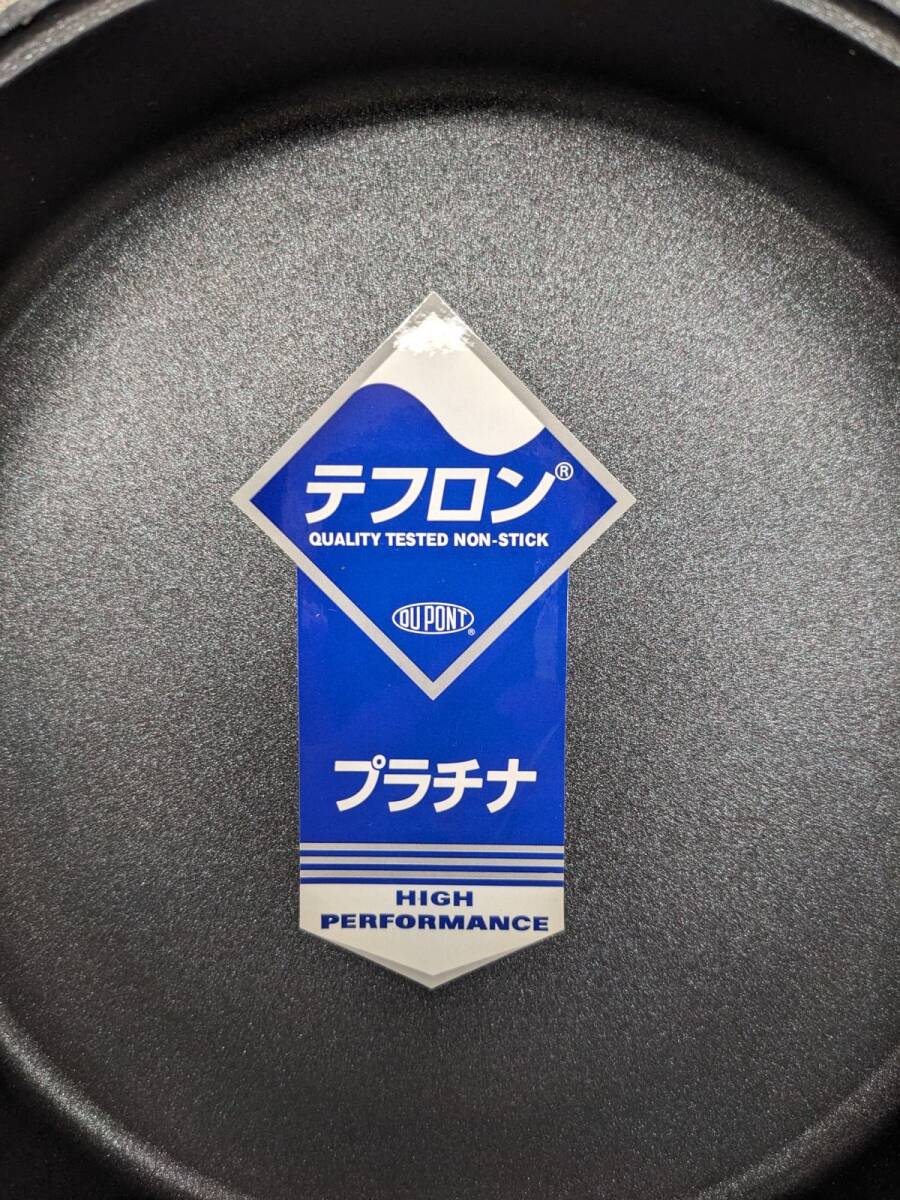 テフロン®
QUALITY TESTED NON-STICK
DU PONT®
プラチナ
HIGH
PERFORMANCE